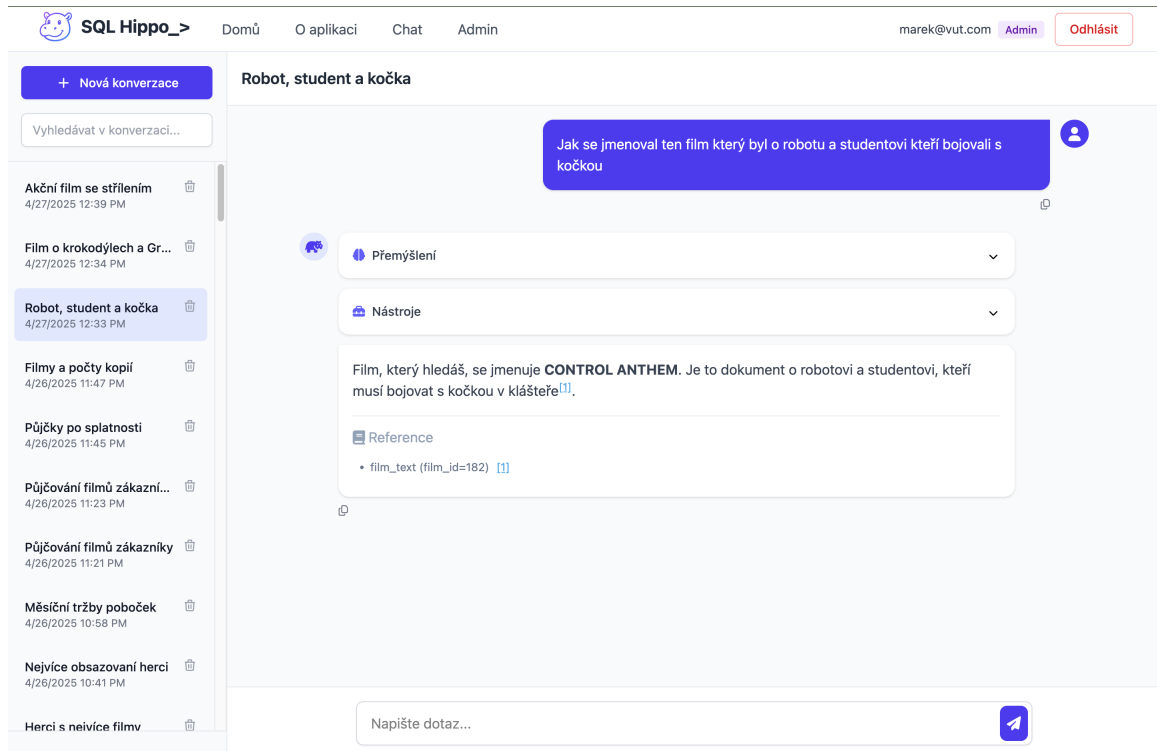 SQL Hippo_>
Domů
O aplikaci
Chat
Admin
marek@vut.com
Admin
Odhlásit
+ Nová konverzace
Vyhledávat v konverzaci...
Akční film se střílením
4/27/2025 12:39 PM
Film o krokodýlech a Gr...
4/27/2025 12:34 PM
Robot, student a kočka
4/27/2025 12:33 PM
Filmy a počty kopií
4/26/2025 11:47 PM
Půjčky po splatnosti
4/26/2025 11:45 PM
Půjčování filmů zákazní...
4/26/2025 11:23 PM
Půjčování filmů zákazníky
4/26/2025 11:21 PM
Měsíční tržby poboček
4/26/2025 10:58 PM
Nejvíce obsazovaní herci
4/26/2025 10:41 PM
Herci s nejvíce filmy
Robot, student a kočka
Jak se jmenoval ten film který byl o robotu a studentovi kteří bojovali s
kočkou
Přemýšlení
Nástroje
Film, který hledáš, se jmenuje CONTROL ANTHEM. Je to dokument o robotovi a studentovi, kteří
musí bojovat s kočkou v klášteře[1].
Reference
• film_text (film_id=182) [1]
Napište dotaz...